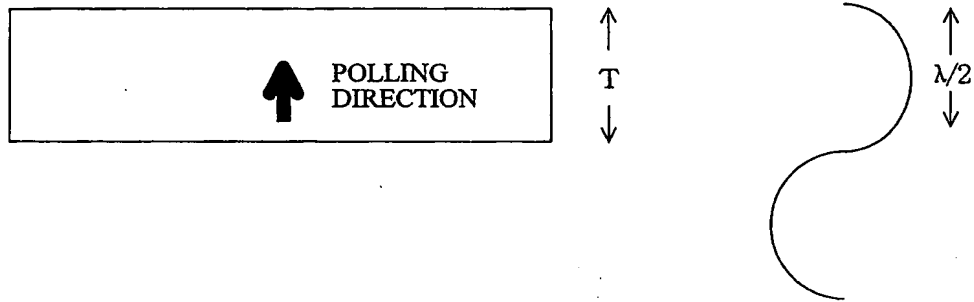 POLLING
DIRECTION
T
λ/2